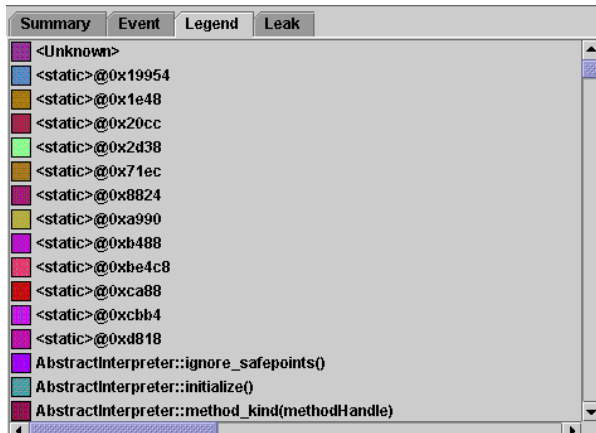 Summary Event Legend Leak
<Unknown>
<static>@0x19954
<static>@0x1e48
<static>@0x20cc
<static>@0x2d38
<static>@0x71ec
<static>@0x8824
<static>@0xa990
<static>@0xb488
<static>@0xbe4c8
<static>@0xca88
<static>@0xcbb4
<static>@0xd818
AbstractInterpreter::ignore_safepoints()
AbstractInterpreter::initialize()
AbstractInterpreter::method_kind(methodHandle)